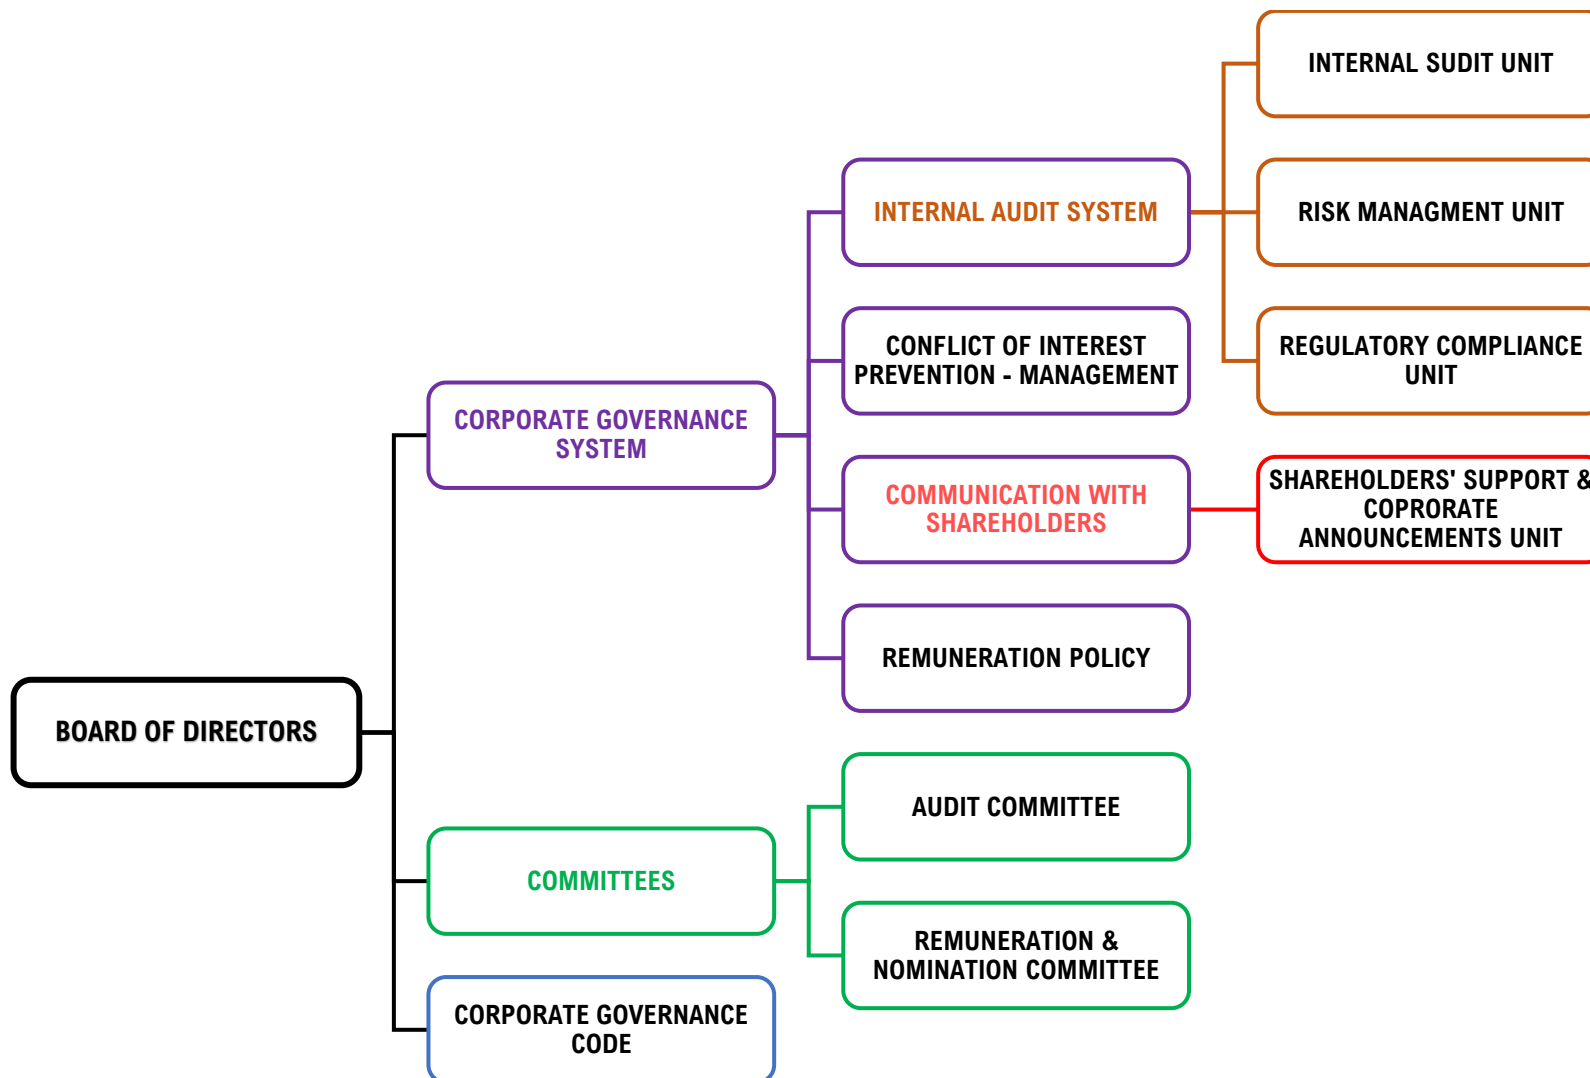 INTERNAL SUDIT UNIT
INTERNAL AUDIT SYSTEM
RISK MANAGMENT UNIT
CONFLICT OF INTEREST
PREVENTION - MANAGEMENT
REGULATORY COMPLIANCE
UNIT
CORPORATE GOVERNANCE
SYSTEM
COMMUNICATION WITH
SHAREHOLDERS
SHAREHOLDERS' SUPPORT &
COPRORATE
ANNOUNCEMENTS UNIT
REMUNERATION POLICY
BOARD OF DIRECTORS
AUDIT COMMITTEE
COMMITTEES
REMUNERATION &
NOMINATION COMMITTEE
CORPORATE GOVERNANCE
CODE